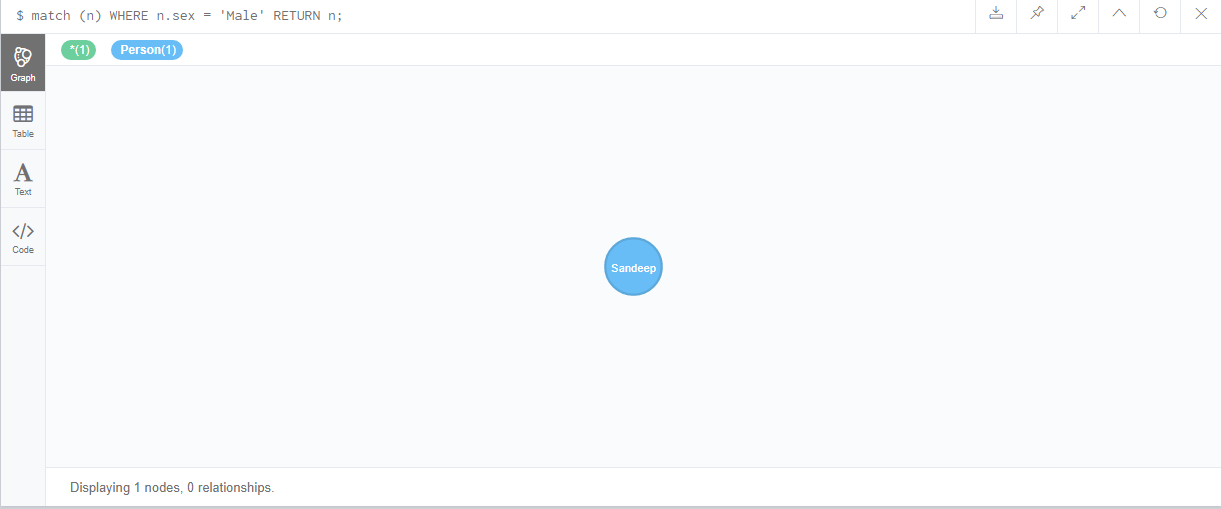 $ match (n) WHERE n.sex = 'Male' RETURN n;
*(1) Person(1)
Graph
Table
A
Text
</>
Code
Sandeep
Displaying 1 nodes, 0 relationships.